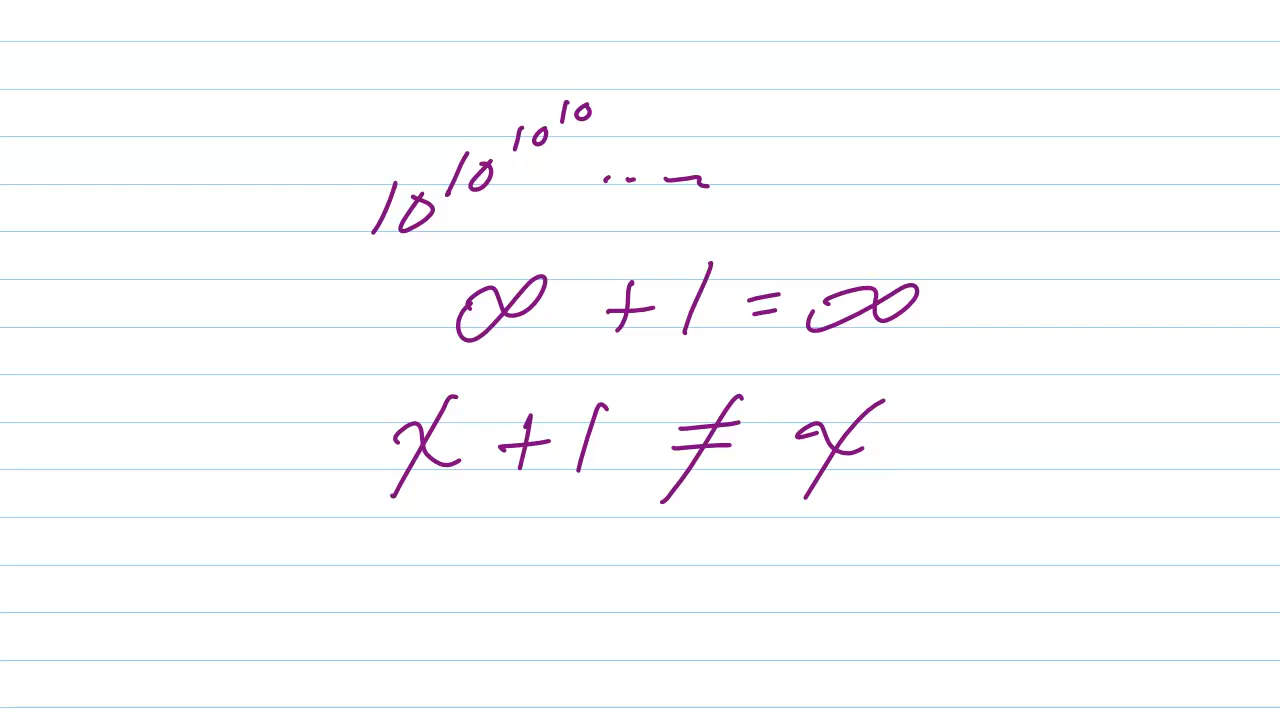 10^10^10^10 ...~
∞ + 1 = ∞
x + 1 ≠ x